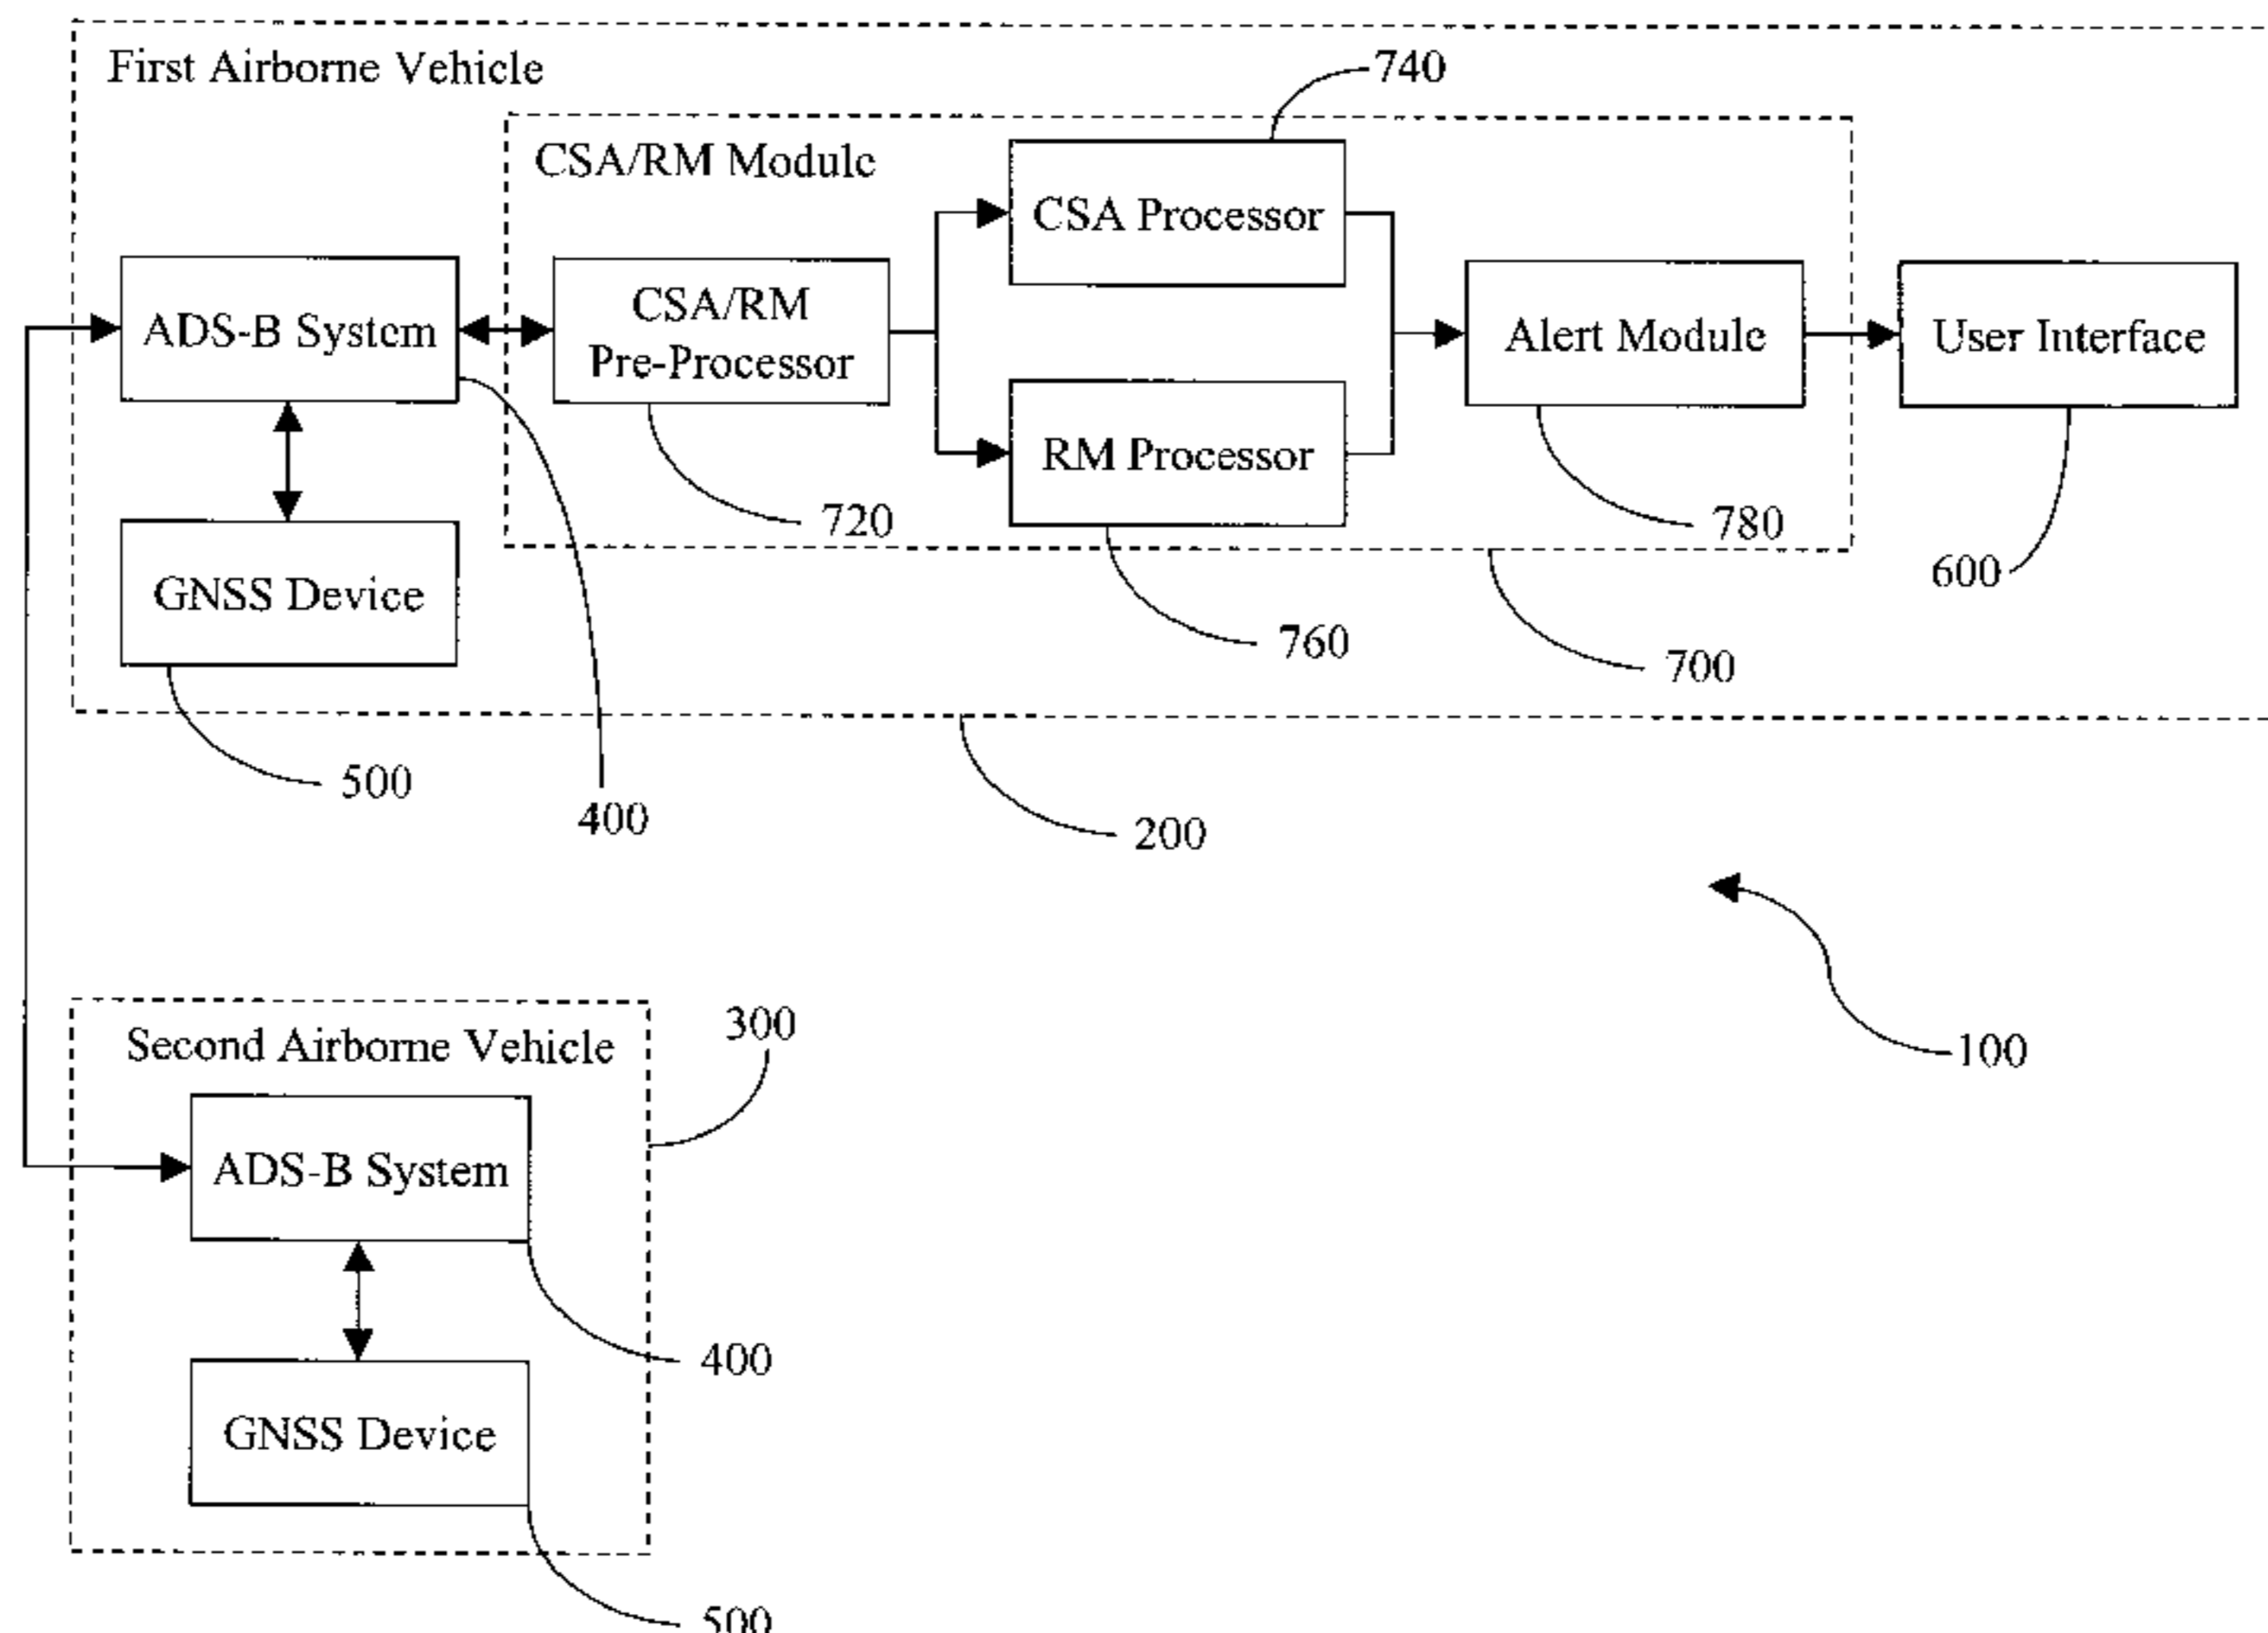 First Airborne Vehicle
740
CSA/RM Module
CSA Processor
ADS-B System
CSA/RM
Pre-Processor
Alert Module
User Interface
RM Processor
720
780
GNSS Device
600
760
700
500
400
200
300
Second Airborne Vehicle
100
ADS-B System
400
GNSS Device
500